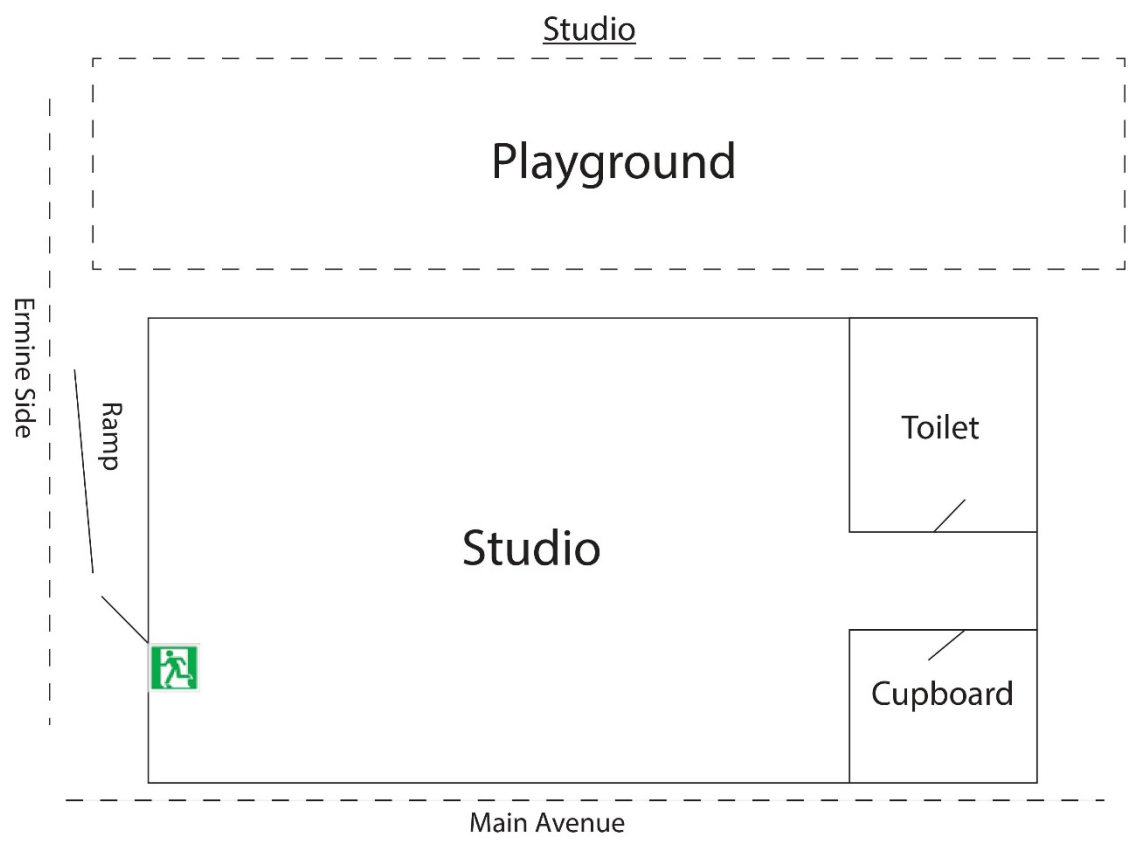 Studio
Playground
Ermine Side
Ramp
Toilet
Studio
Cupboard
Main Avenue